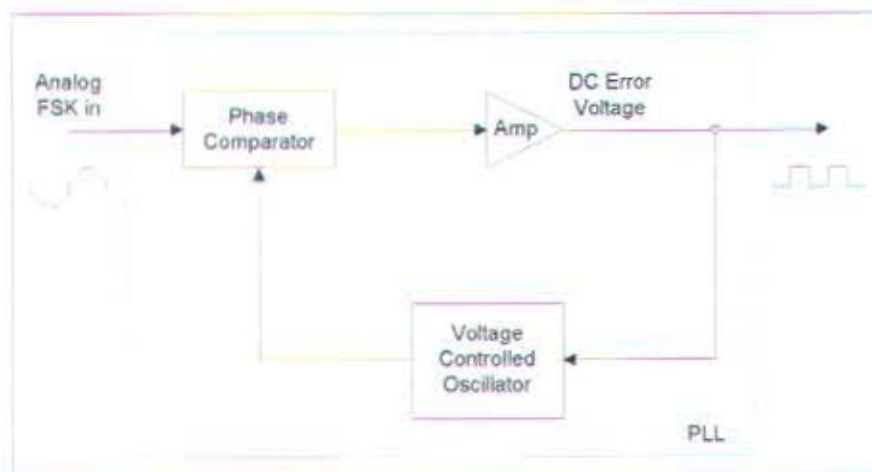 Analog
FSK in
Phase
Comparator
Amp
DC Error
Voltage
Voltage
Controlled
Oscillator
PLL